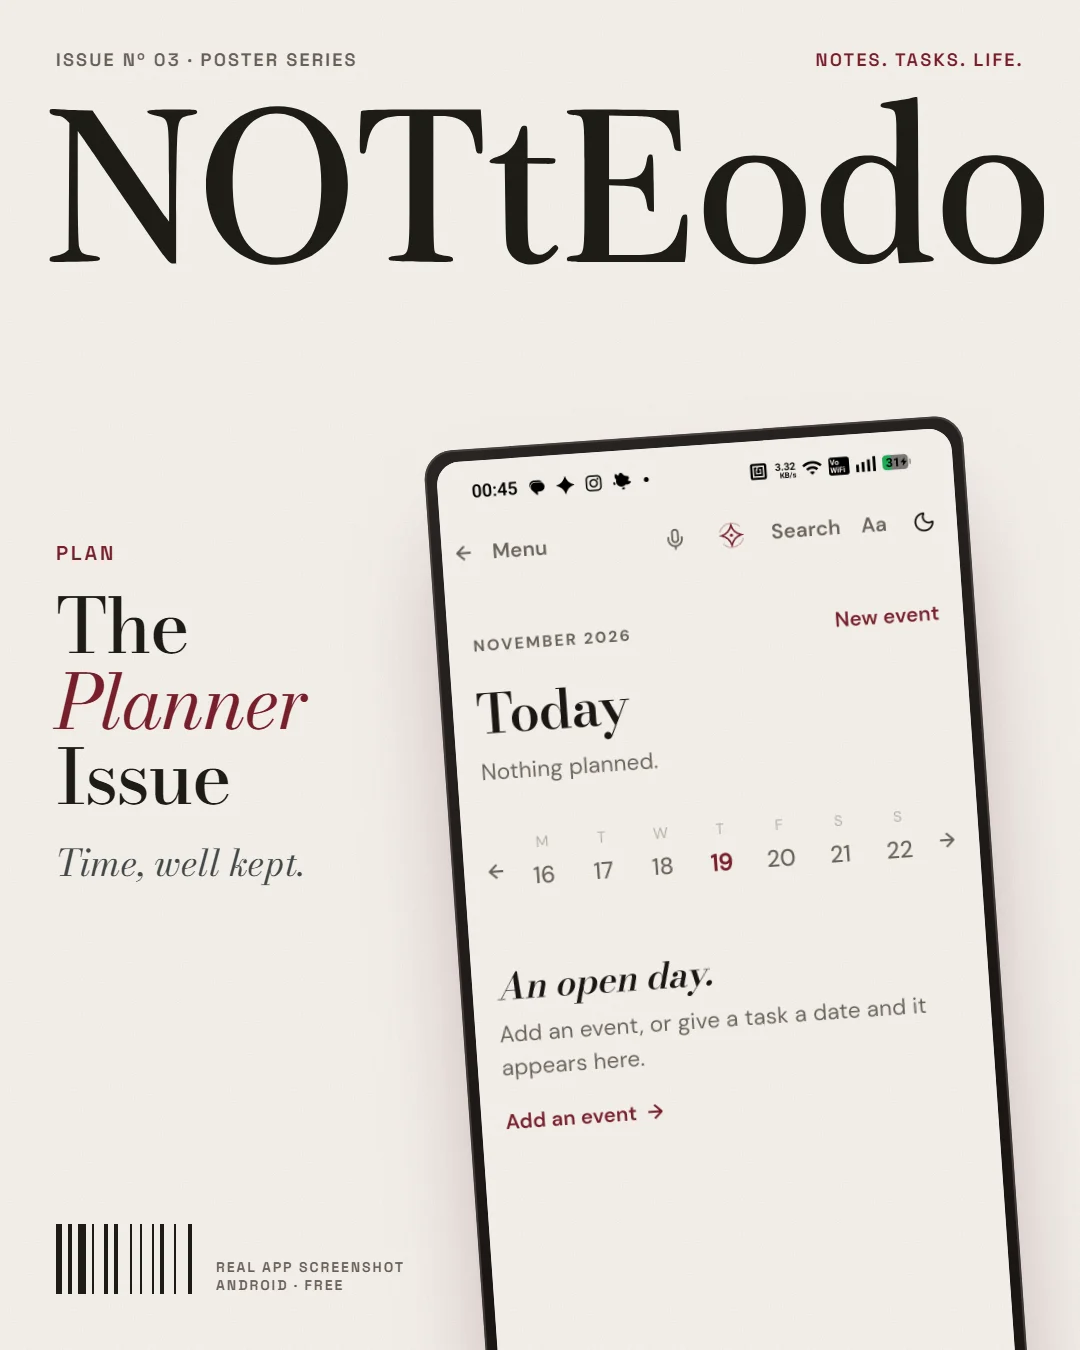 ISSUE Nº 03 · POSTER SERIES
NOTES. TASKS. LIFE.
NOTtEodo
PLAN
The
Planner
Issue
Time, well kept.
00:45
3.32
KB/s
Vo
WiFi
31
Menu
Search Aa
New event
NOVEMBER 2026
Today
Nothing planned.
M T W T F S S
16 17 18 19 20 21 22
An open day.
Add an event, or give a task a date and it
appears here.
Add an event →
REAL APP SCREENSHOT
ANDROID · FREE